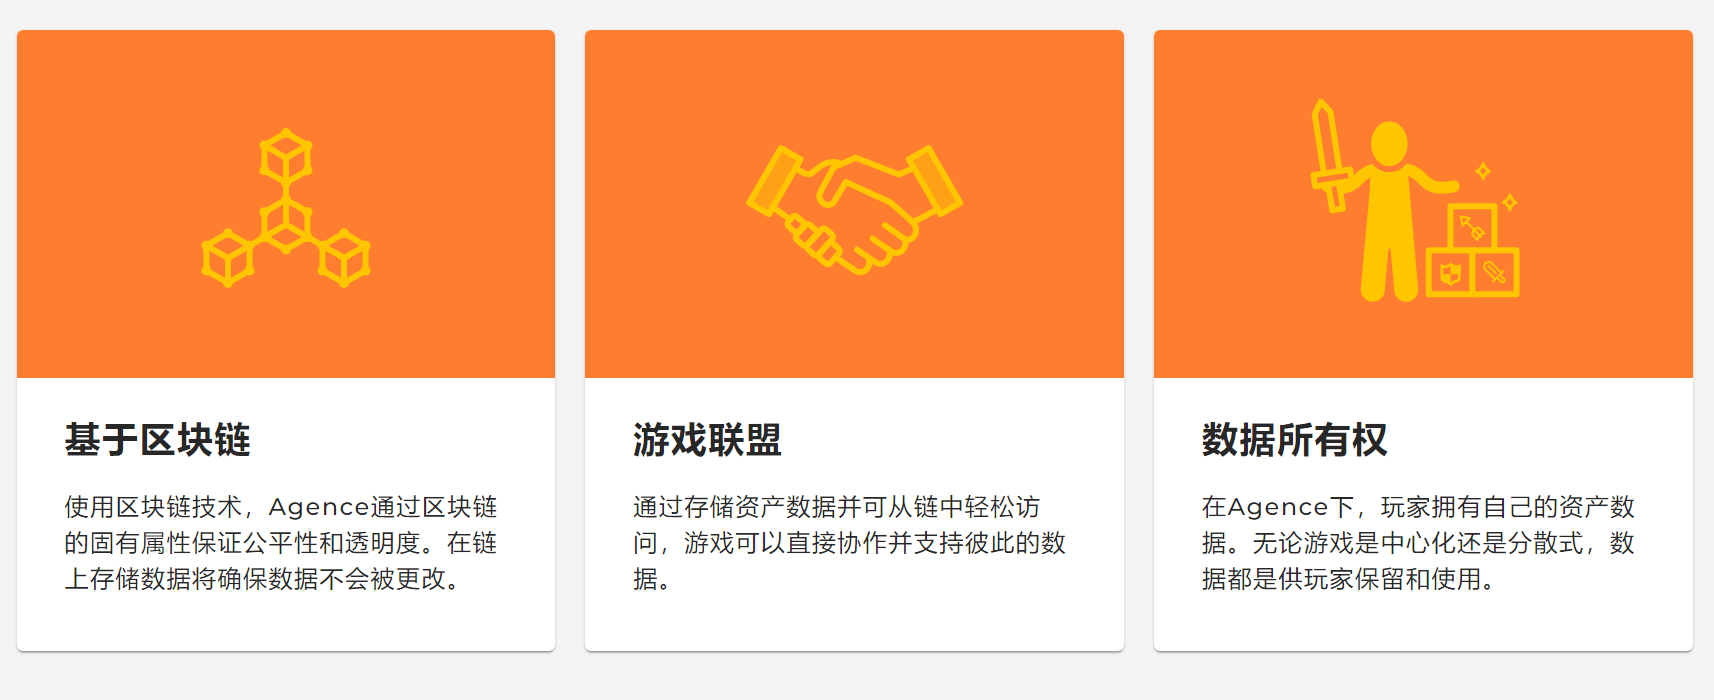 基于区块链
使用区块链技术，Agence通过区块链
的固有属性保证公平性和透明度。在链
上存储数据将确保数据不会被更改。
游戏联盟
通过存储资产数据并可从链中轻松访
问，游戏可以直接协作并支持彼此的数
据。
数据所有权
在Agence下，玩家拥有自己的资产数
据。无论游戏是中心化还是分散式，数
据都是供玩家保留和使用。